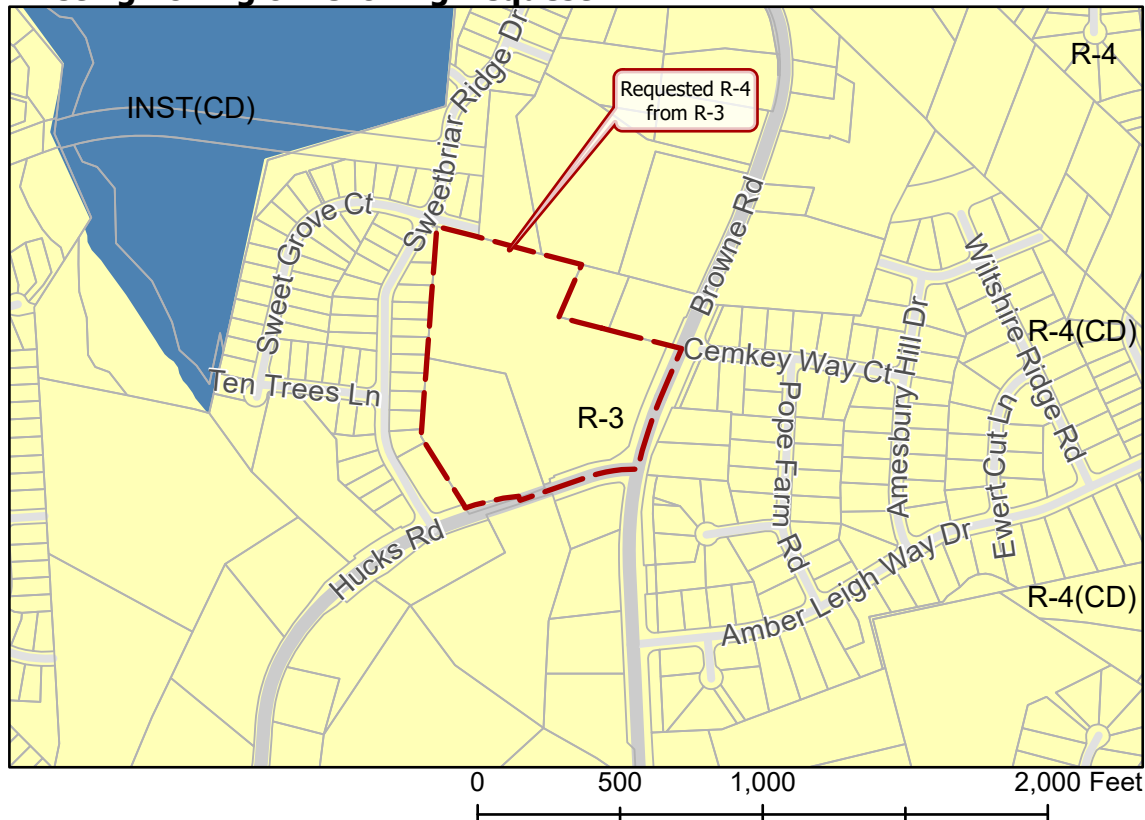 INST(CD)
R-4
Requested R-4
from R-3
Sweetbriar Ridge Dr
Sweet Grove Ct
Browne Rd
Wiltshire Ridge Rd
R-4(CD)
Cemkey Way Ct
Amesbury Hill Dr
Ten Trees Ln
R-3
Pope Farm Rd
Ewert Cut Ln
Hucks Rd
Amber Leigh Way Dr
R-4(CD)
0 500 1,000 2,000 Feet